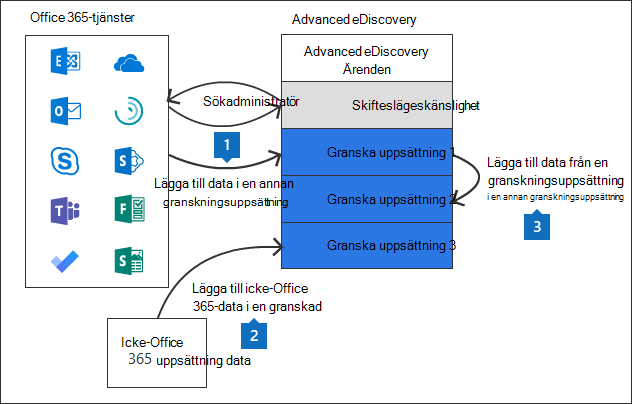 Office 365-tjänster
Advanced eDiscovery
Advanced eDiscovery
Ärenden
Sökadministratör
Skifteslägeskänslighet
1
Granska uppsättning 1
Lägga till data i en annan
granskningsuppsättning
Lägga till data från en
granskningsuppsättning
i en annan granskningsuppsättning
3
Granska uppsättning 2
Granska uppsättning 3
Lägga till icke-Office
365-data i en granskad
2
Icke-Office
365 uppsättning data